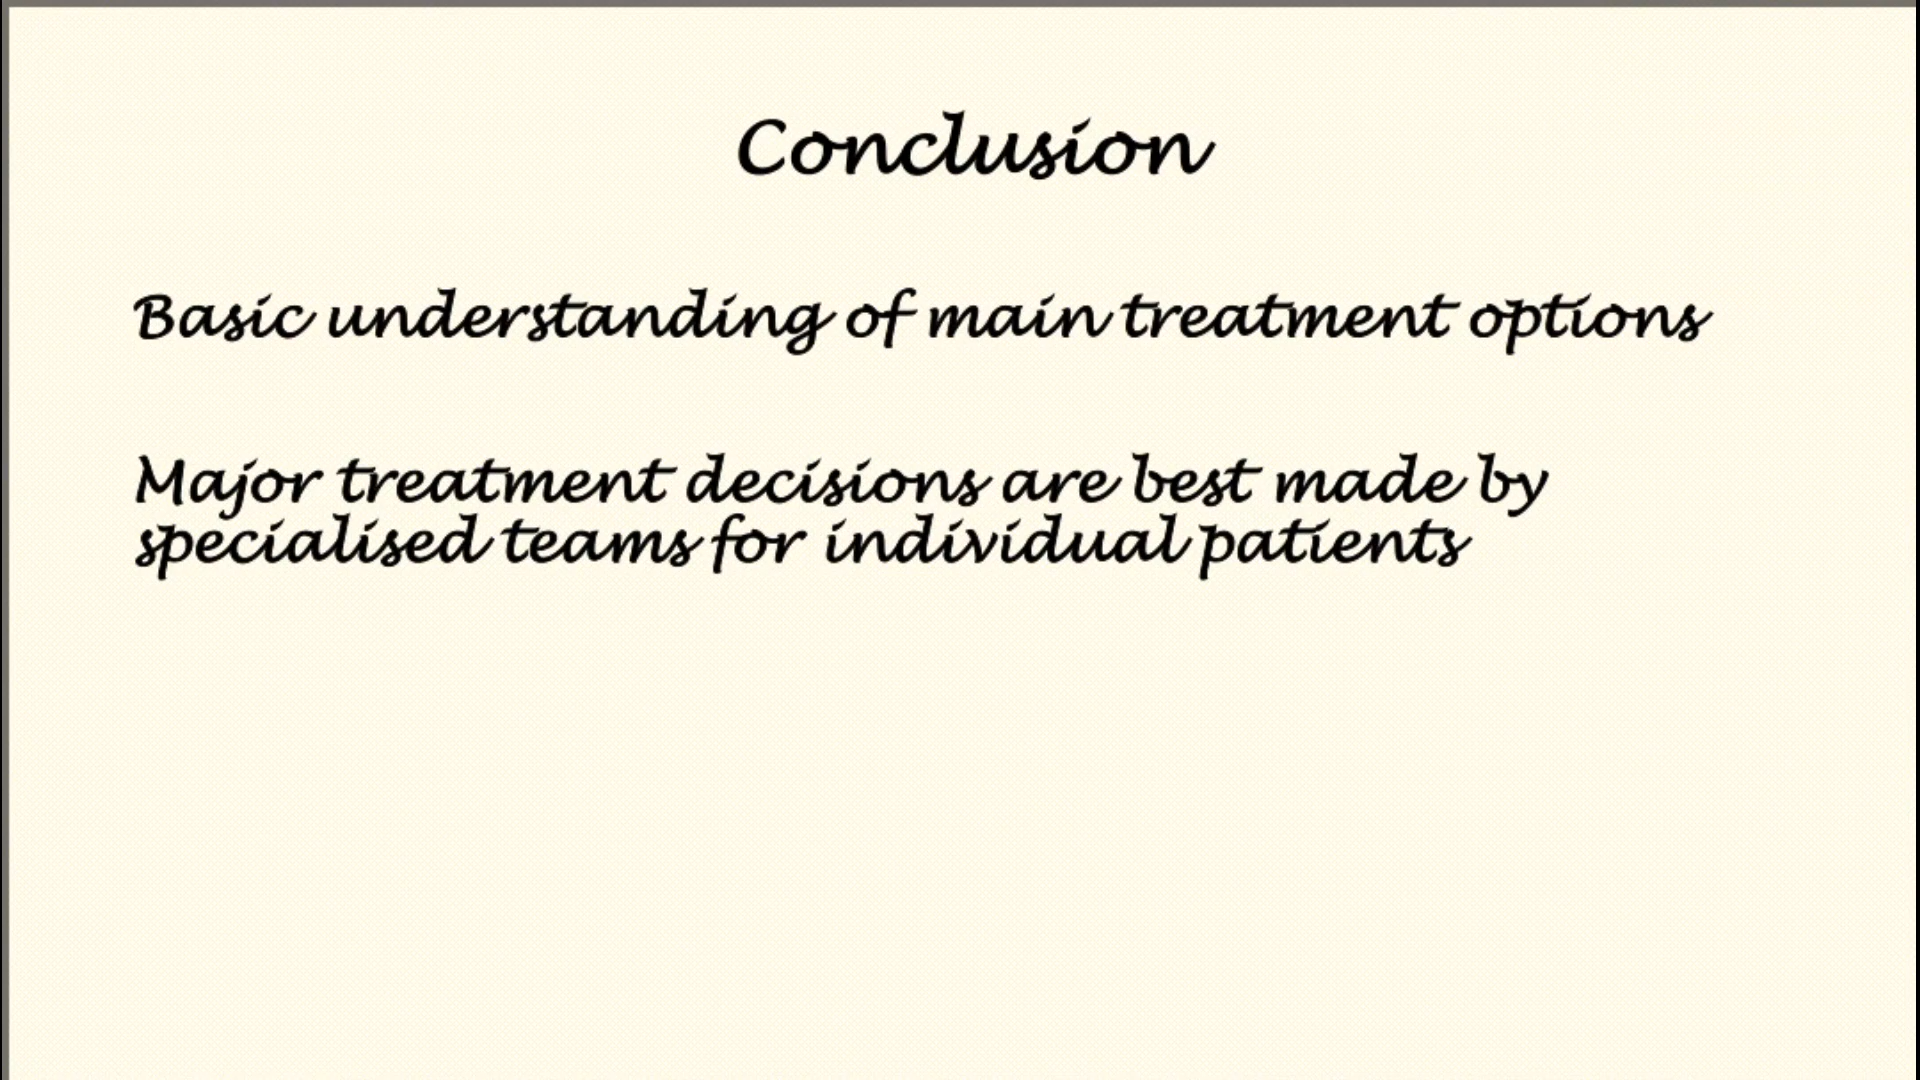 Conclusion
Basic understanding of main treatment options
Major treatment decisions are best made by
specialised teams for individual patients